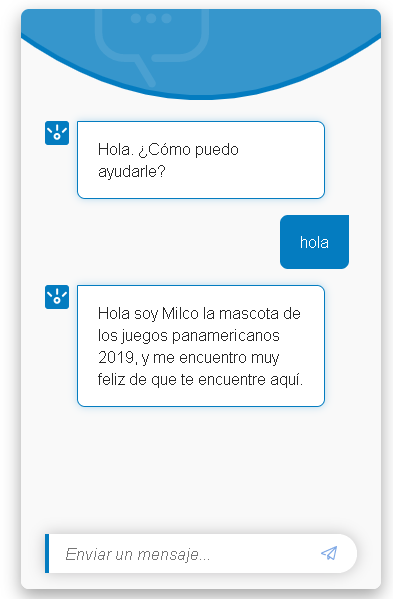 Hola. ¿Cómo puedo
ayudarle?
hola
Hola soy Milco la mascota de
los juegos panamericanos
2019, y me encuentro muy
feliz de que te encuentre aquí.
Enviar un mensaje...